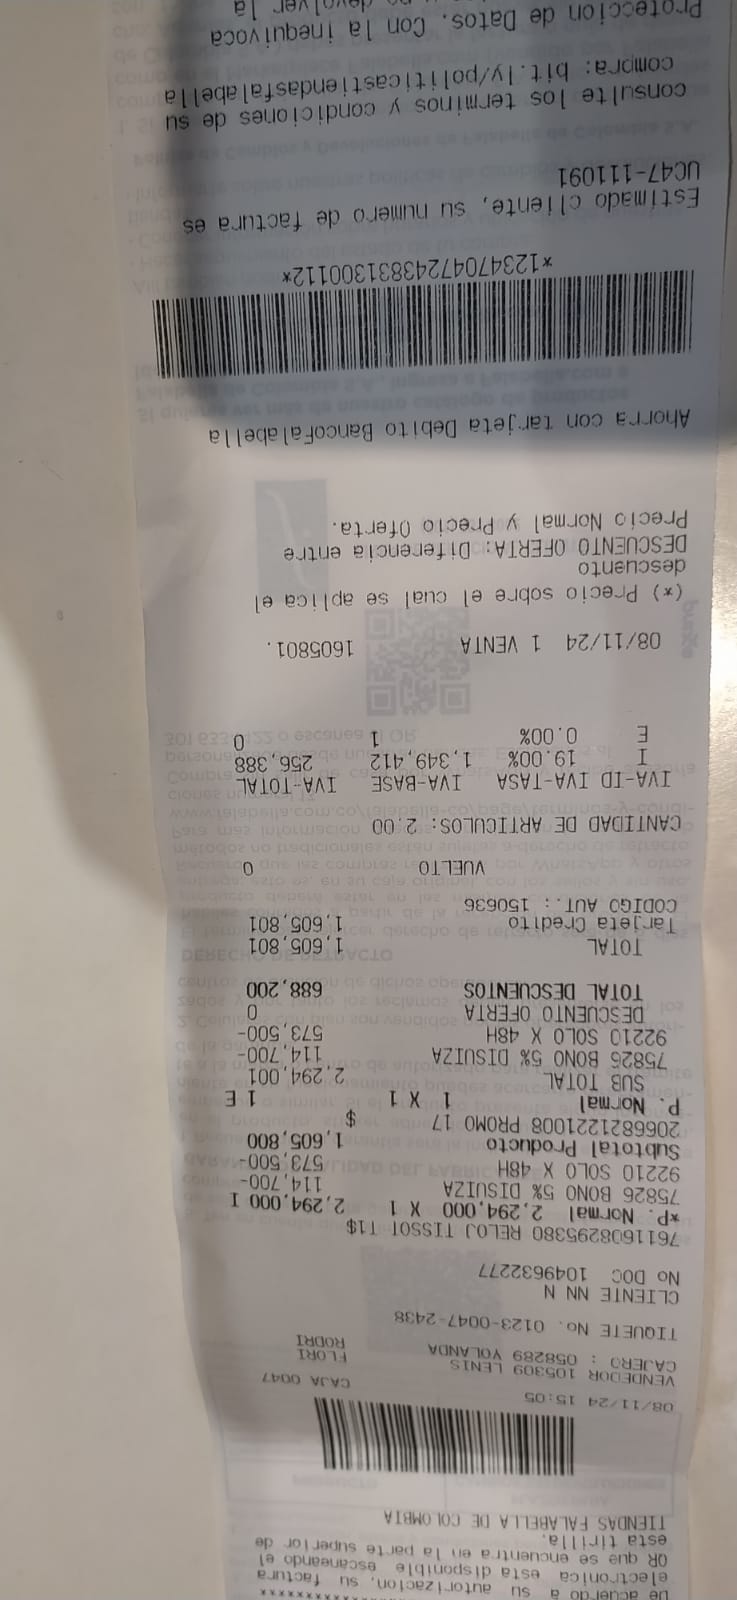 De acuerdo a su autorizacion, su factura
electronica esta disponible escaneando el
QR que se encuentra en la parte superior de
esta tirilla.
TIENDAS FALABELLA DE COLOMBIA
08/11/24 15:05 CAJA 0047
VENDEDOR 105309 LENIS FLORI
CAJERO : 058289 YOLANDA RODRI
TIQUETE No. 0123-0047-2438
CLIENTE NN N
No DOC 1049632277
7611608295380 RELOJ TISSOT T1$
*P. Normal 2,294,000 X 1 2,294,000 I
75826 BONO 5% DISUIZA 114,700-
92210 SOLO X 48H 573,500-
Subtotal Producto 1,605,800
2066821221008 PROMO 17 $
P. Normal 1 X 1 1 E
SUB TOTAL 2,294,001
75826 BONO 5% DISUIZA 114,700-
92210 SOLO X 48H 573,500-
DESCUENTO OFERTA 0
TOTAL DESCUENTOS 688,200
TOTAL 1,605,801
Tarjeta Credito 1,605,801
CODIGO AUT.: 150636
VUELTO 0
CANTIDAD DE ARTICULOS: 2.00
IVA-ID IVA-TASA IVA-BASE IVA-TOTAL
I 19.00% 1,349,412 256,388
E 0.00% 1 0
08/11/24 1 VENTA 1605801.
(*) Precio sobre el cual se aplica el
descuento
DESCUENTO OFERTA: Diferencia entre
Precio Normal y Precio Oferta.
Ahorra con tarjeta Debito BancoFalabella
*1234704724383130011​2*
Estimado cliente, su numero de factura es
UC47-111091
consulte los terminos y condiciones de su
compra: bit.ly/politicastiendasfalabella
Proteccion de Datos. Con la inequivoca